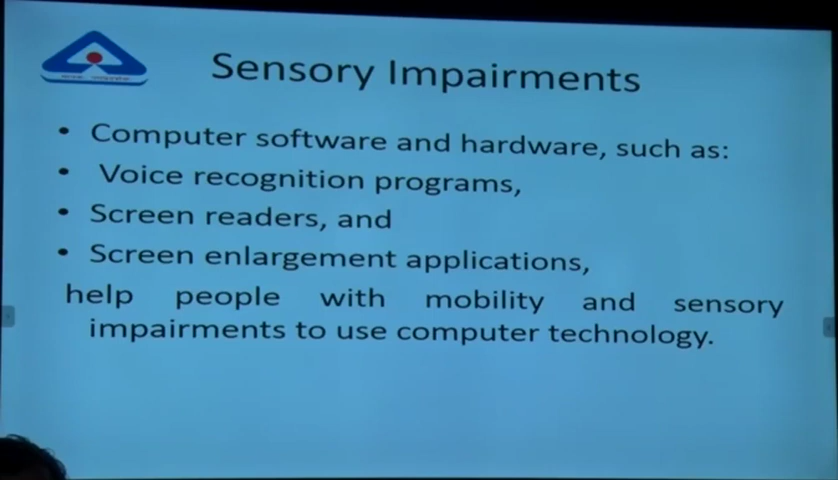 Sensory Impairments
• Computer software and hardware, such as:
• Voice recognition programs,
• Screen readers, and
• Screen enlargement applications,
help people with mobility and sensory
impairments to use computer technology.